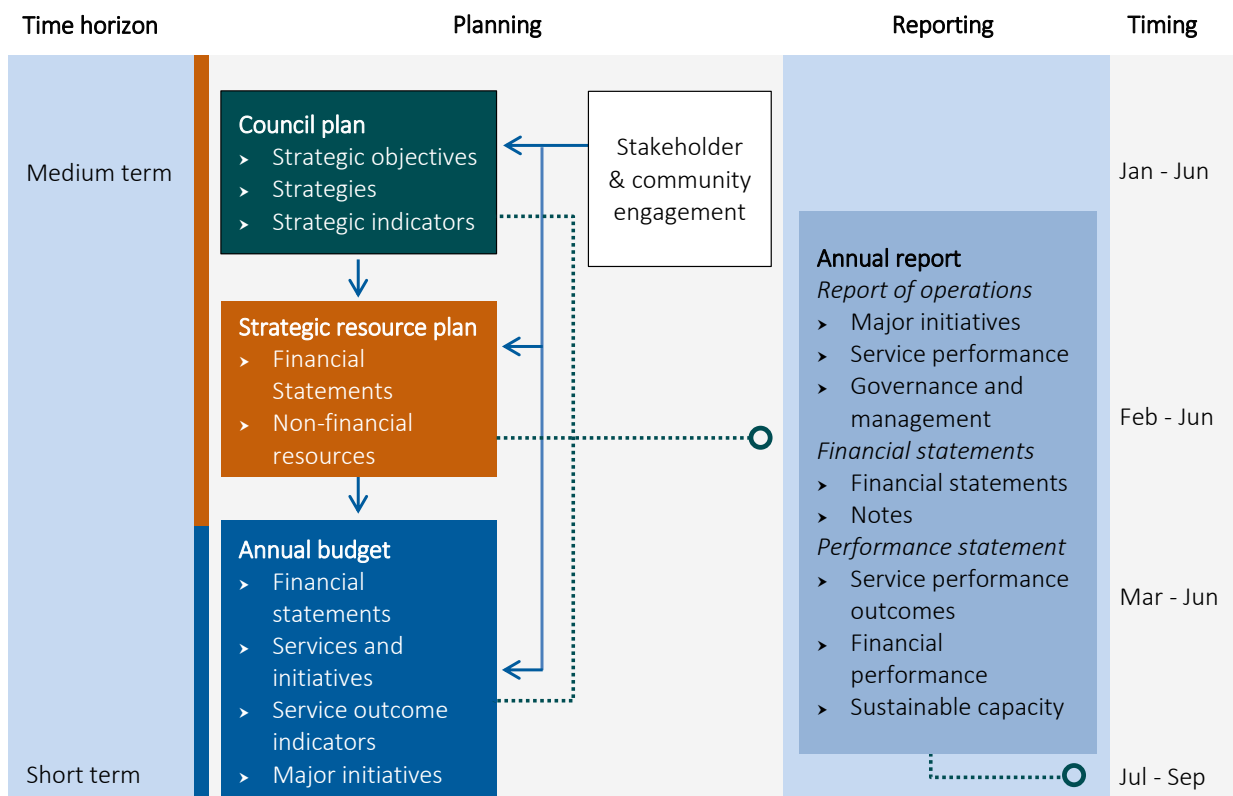 Time horizon
Planning
Reporting
Timing
Medium term
Short term
Council plan
➤ Strategic objectives
➤ Strategies
➤ Strategic indicators
Stakeholder
& community
engagement
Strategic resource plan
➤ Financial
Statements
➤ Non-financial
resources
Annual budget
➤ Financial
statements
➤ Services and
initiatives
➤ Service outcome
indicators
➤ Major initiatives
Annual report
Report of operations
➤ Major initiatives
➤ Service performance
➤ Governance and
management
Financial statements
➤ Financial statements
➤ Notes
Performance statement
➤ Service performance
outcomes
➤ Financial
performance
➤ Sustainable capacity
Jan - Jun
Feb - Jun
Mar - Jun
Jul - Sep